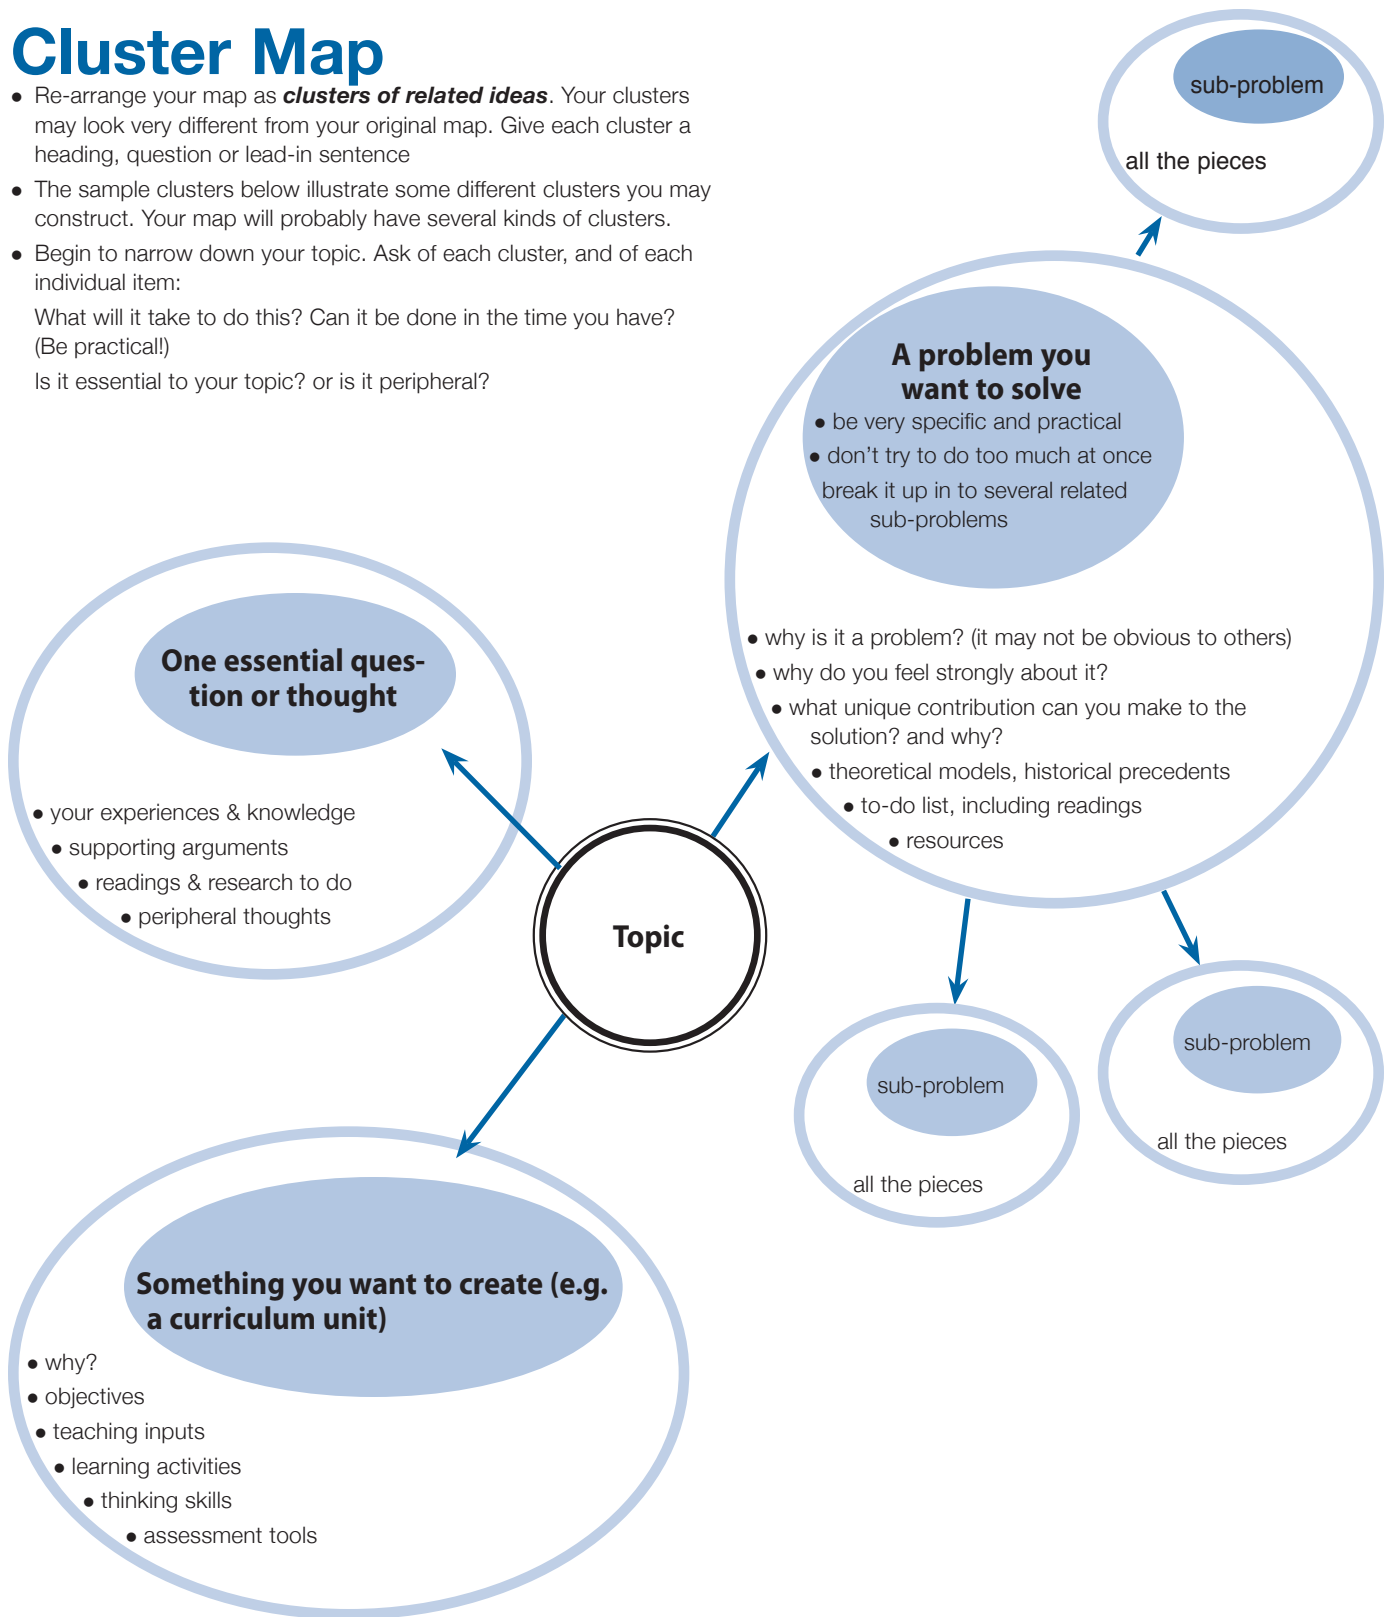 Cluster Map
● Re-arrange your map as clusters of related ideas. Your clusters
may look very different from your original map. Give each cluster a
heading, question or lead-in sentence
● The sample clusters below illustrate some different clusters you may
construct. Your map will probably have several kinds of clusters.
● Begin to narrow down your topic. Ask of each cluster, and of each
individual item:
What will it take to do this? Can it be done in the time you have?
(Be practical!)
Is it essential to your topic? or is it peripheral?
sub-problem
all the pieces
A problem you
want to solve
● be very specific and practical
● don't try to do too much at once
break it up in to several related
sub-problems
● why is it a problem? (it may not be obvious to others)
● why do you feel strongly about it?
● what unique contribution can you make to the
solution? and why?
● theoretical models, historical precedents
● to-do list, including readings
● resources
One essential ques-
tion or thought
● your experiences & knowledge
● supporting arguments
● readings & research to do
● peripheral thoughts
Topic
sub-problem
all the pieces
sub-problem
all the pieces
Something you want to create (e.g.
a curriculum unit)
● why?
● objectives
● teaching inputs
● learning activities
● thinking skills
● assessment tools